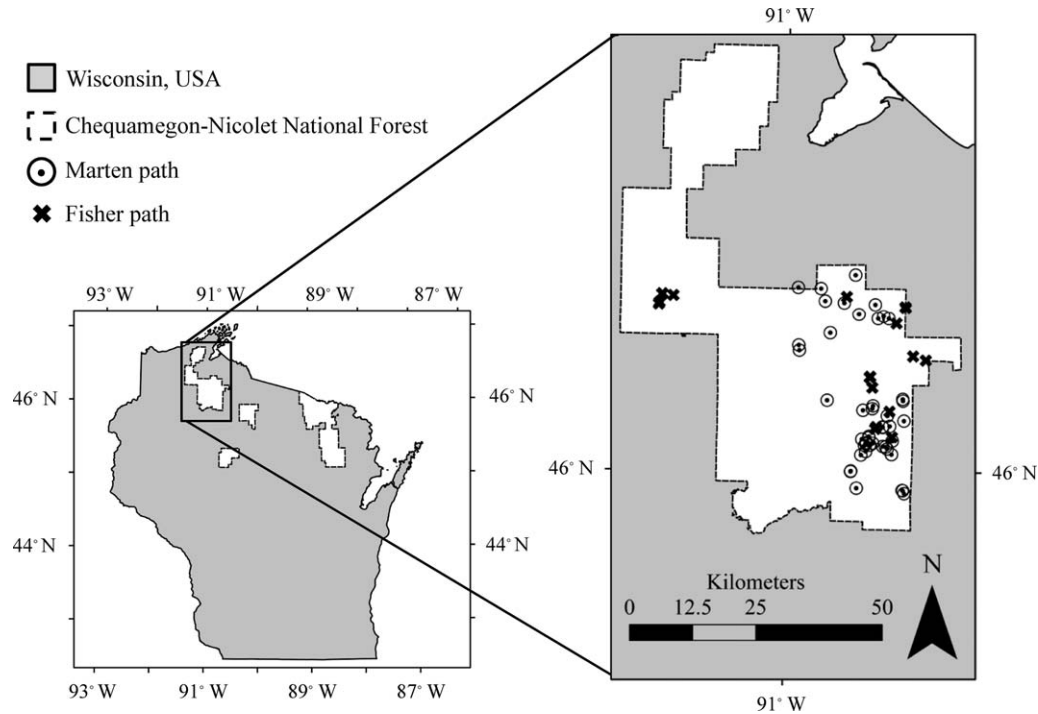 91° W
Wisconsin, USA
Chequamegon-Nicolet National Forest
Marten path
Fisher path
93° W 91° W 89° W 87° W
46° N 46° N
44° N 44° N
93° W 91° W 89° W 87° W
46° N 46° N
Kilometers
0 12.5 25 50
N
91° W